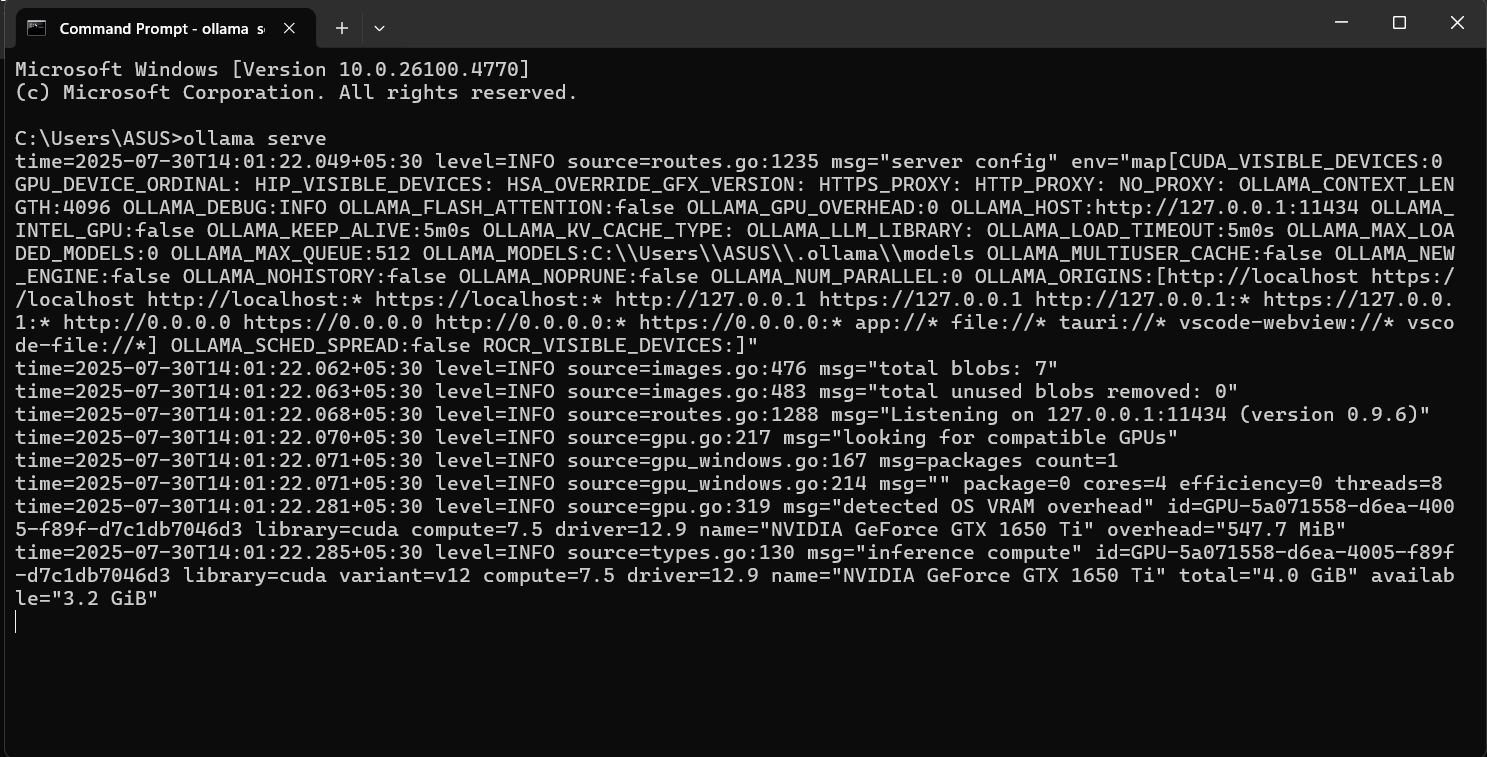 Command Prompt - ollama se
Microsoft Windows [Version 10.0.26100.4770]
(c) Microsoft Corporation. All rights reserved.
C:\Users\ASUS>ollama serve
time=2025-07-30T14:01:22.049+05:30 level=INFO source=routes.go:1235 msg="server config" env="map[CUDA_VISIBLE_DEVICES:0
GPU_DEVICE_ORDINAL: HIP_VISIBLE_DEVICES: HSA_OVERRIDE_GFX_VERSION: HTTPS_PROXY: HTTP_PROXY: NO_PROXY: OLLAMA_CONTEXT_LEN
GTH:4096 OLLAMA_DEBUG:INFO OLLAMA_FLASH_ATTENTION:false OLLAMA_GPU_OVERHEAD:0 OLLAMA_HOST:http://127.0.0.1:11434 OLLAMA_
INTEL_GPU:false OLLAMA_KEEP_ALIVE:5m0s OLLAMA_KV_CACHE_TYPE: OLLAMA_LLM_LIBRARY: OLLAMA_LOAD_TIMEOUT:5m0s OLLAMA_MAX_LOA
DED_MODELS:0 OLLAMA_MAX_QUEUE:512 OLLAMA_MODELS:C:\\Users\\ASUS\\.ollama\\models OLLAMA_MULTIUSER_CACHE:false OLLAMA_NEW
_ENGINE:false OLLAMA_NOHISTORY:false OLLAMA_NOPRUNE:false OLLAMA_NUM_PARALLEL:0 OLLAMA_ORIGINS:[http://localhost https:/
/localhost http://localhost:* https://localhost:* http://127.0.0.1 https://127.0.0.1 http://127.0.0.1:* https://127.0.0.
1:* http://0.0.0.0 https://0.0.0.0 http://0.0.0.0:* https://0.0.0.0:* app://* file://* tauri://* vscode-webview://* vsco
de-file://*] OLLAMA_SCHED_SPREAD:false ROCR_VISIBLE_DEVICES:]"
time=2025-07-30T14:01:22.062+05:30 level=INFO source=images.go:476 msg="total blobs: 7"
time=2025-07-30T14:01:22.063+05:30 level=INFO source=images.go:483 msg="total unused blobs removed: 0"
time=2025-07-30T14:01:22.068+05:30 level=INFO source=routes.go:1288 msg="Listening on 127.0.0.1:11434 (version 0.9.6)"
time=2025-07-30T14:01:22.070+05:30 level=INFO source=gpu.go:217 msg="looking for compatible GPUs"
time=2025-07-30T14:01:22.071+05:30 level=INFO source=gpu_windows.go:167 msg=packages count=1
time=2025-07-30T14:01:22.071+05:30 level=INFO source=gpu_windows.go:214 msg="" package=0 cores=4 efficiency=0 threads=8
time=2025-07-30T14:01:22.281+05:30 level=INFO source=gpu.go:319 msg="detected OS VRAM overhead" id=GPU-5a071558-d6ea-400
5-f89f-d7c1db7046d3 library=cuda compute=7.5 driver=12.9 name="NVIDIA GeForce GTX 1650 Ti" overhead="547.7 MiB"
time=2025-07-30T14:01:22.285+05:30 level=INFO source=types.go:130 msg="inference compute" id=GPU-5a071558-d6ea-4005-f89f
-d7c1db7046d3 library=cuda variant=v12 compute=7.5 driver=12.9 name="NVIDIA GeForce GTX 1650 Ti" total="4.0 GiB" availab
le="3.2 GiB"